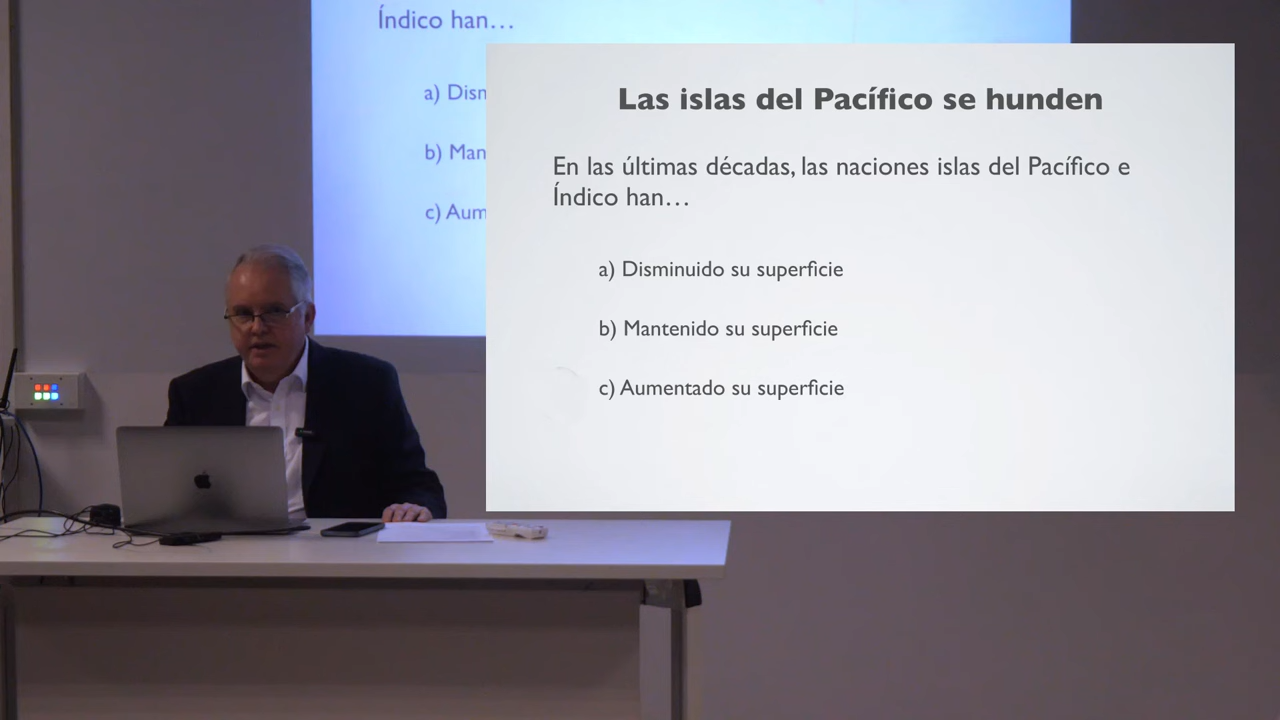 Índico han…
a) Dism
b) Man
c) Aum
Las islas del Pacífico se hunden
En las últimas décadas, las naciones islas del Pacífico e
Índico han…
a) Disminuido su superficie
b) Mantenido su superficie
c) Aumentado su superficie